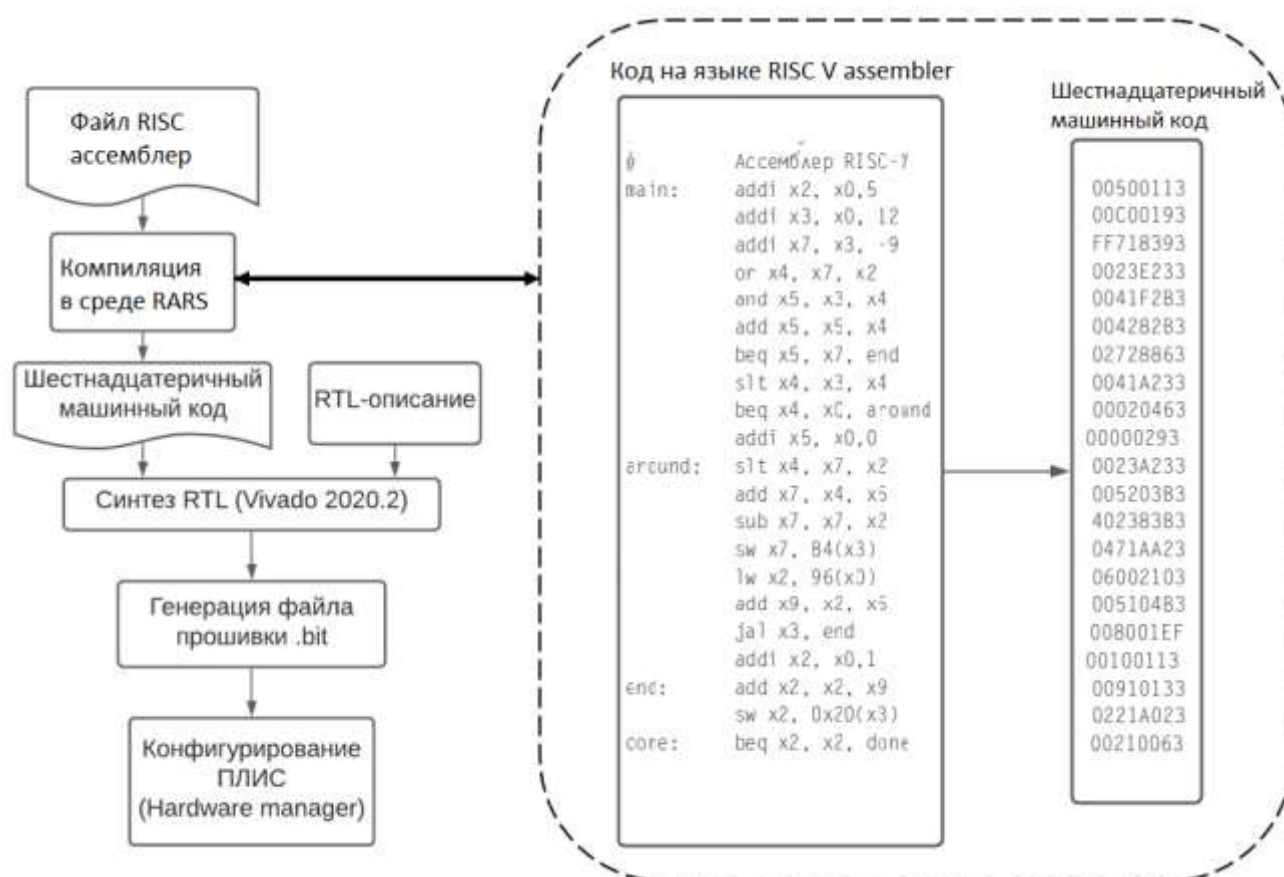 Файл RISC
ассемблер
Компиляция
в среде RARS
Шестнадцатеричный
машинный код
RTL-описание
Синтез RTL (Vivado 2020.2)
Генерация файла
прошивки .bit
Конфигурирование
ПЛИС
(Hardware manager)
Код на языке RISC V assembler
Ассемблер RISC-V
main: addi x2, x0,5
addi x3, x0, 12
addi x7, x3, -9
or x4, x7, x2
and x5, x3, x4
add x5, x5, x4
beq x5, x7, end
slt x4, x3, x4
beq x4, x0, around
addi x5, x0,0
around: slt x4, x7, x2
add x7, x4, x5
sub x7, x7, x2
sw x7, 84(x3)
lw x2, 96(x0)
add x9, x2, x5
jal x3, end
addi x2, x0,1
end: add x2, x2, x9
sw x2, 0x20(x3)
core: beq x2, x2, done
Шестнадцатеричный
машинный код
00500113
00C00193
FF718393
0023E233
0041F2B3
004282B3
02728863
0041A233
00020463
00000293
0023A233
005203B3
402383B3
0471AA23
06002103
005104B3
008001EF
00100113
00910133
0221A023
00210063